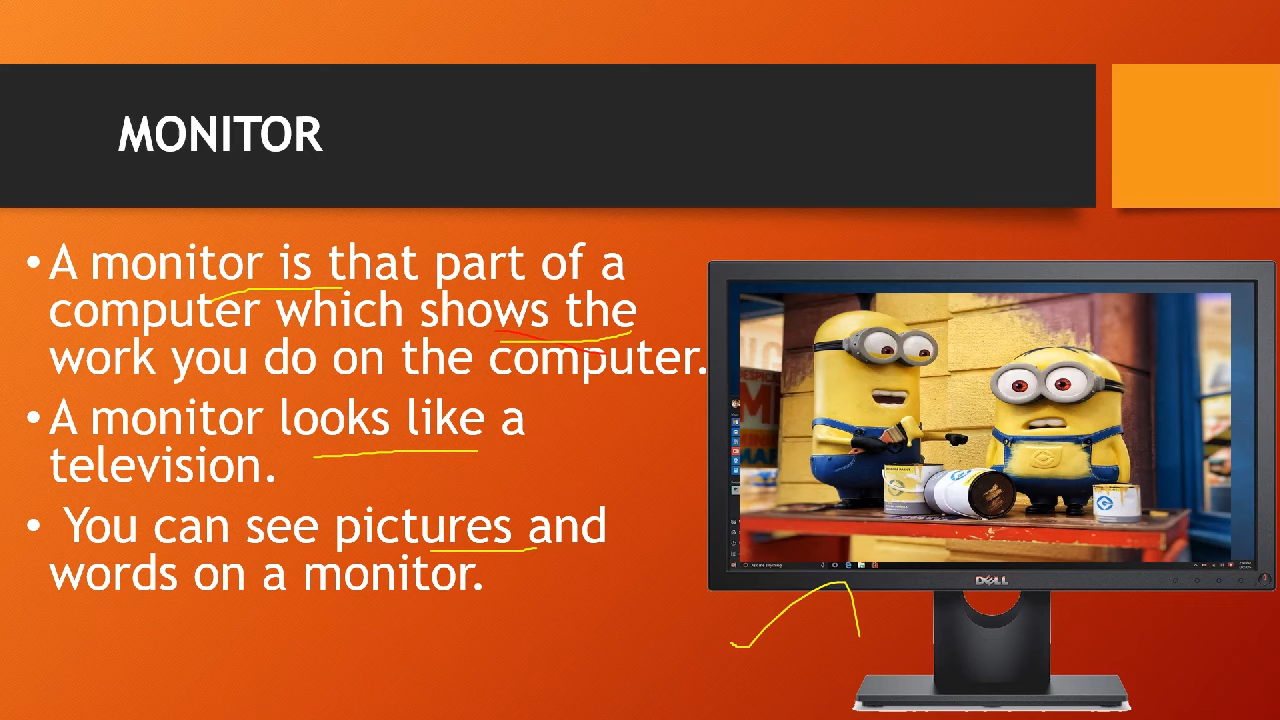 MONITOR
• A monitor is that part of a
computer which shows the
work you do on the computer.
• A monitor looks like a
television.
• You can see pictures and
words on a monitor.
DELL